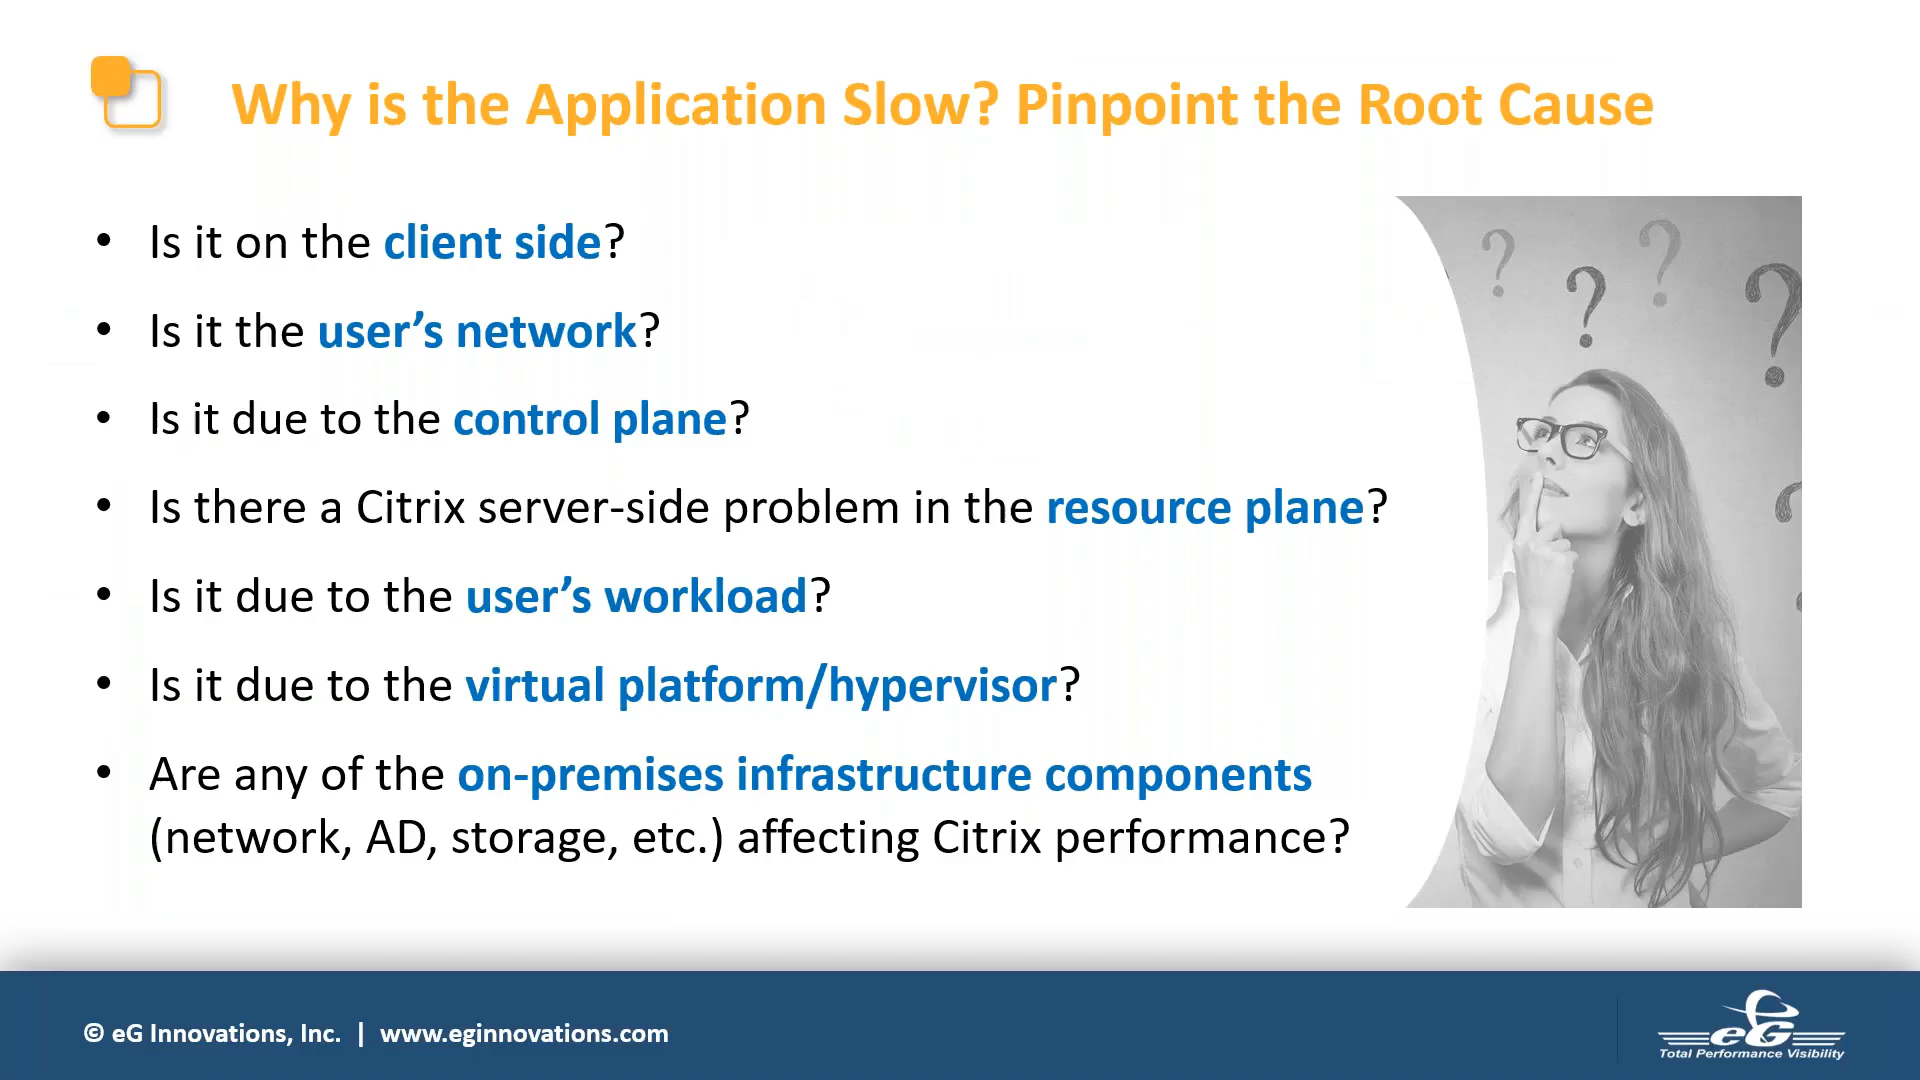 Why is the Application Slow? Pinpoint the Root Cause
• Is it on the client side?
• Is it the user’s network?
• Is it due to the control plane?
• Is there a Citrix server-side problem in the resource plane?
• Is it due to the user’s workload?
• Is it due to the virtual platform/hypervisor?
• Are any of the on-premises infrastructure components
(network, AD, storage, etc.) affecting Citrix performance?
? ? ? ? ?
© eG Innovations, Inc. | www.eginnovations.com
eG
Total Performance Visibility